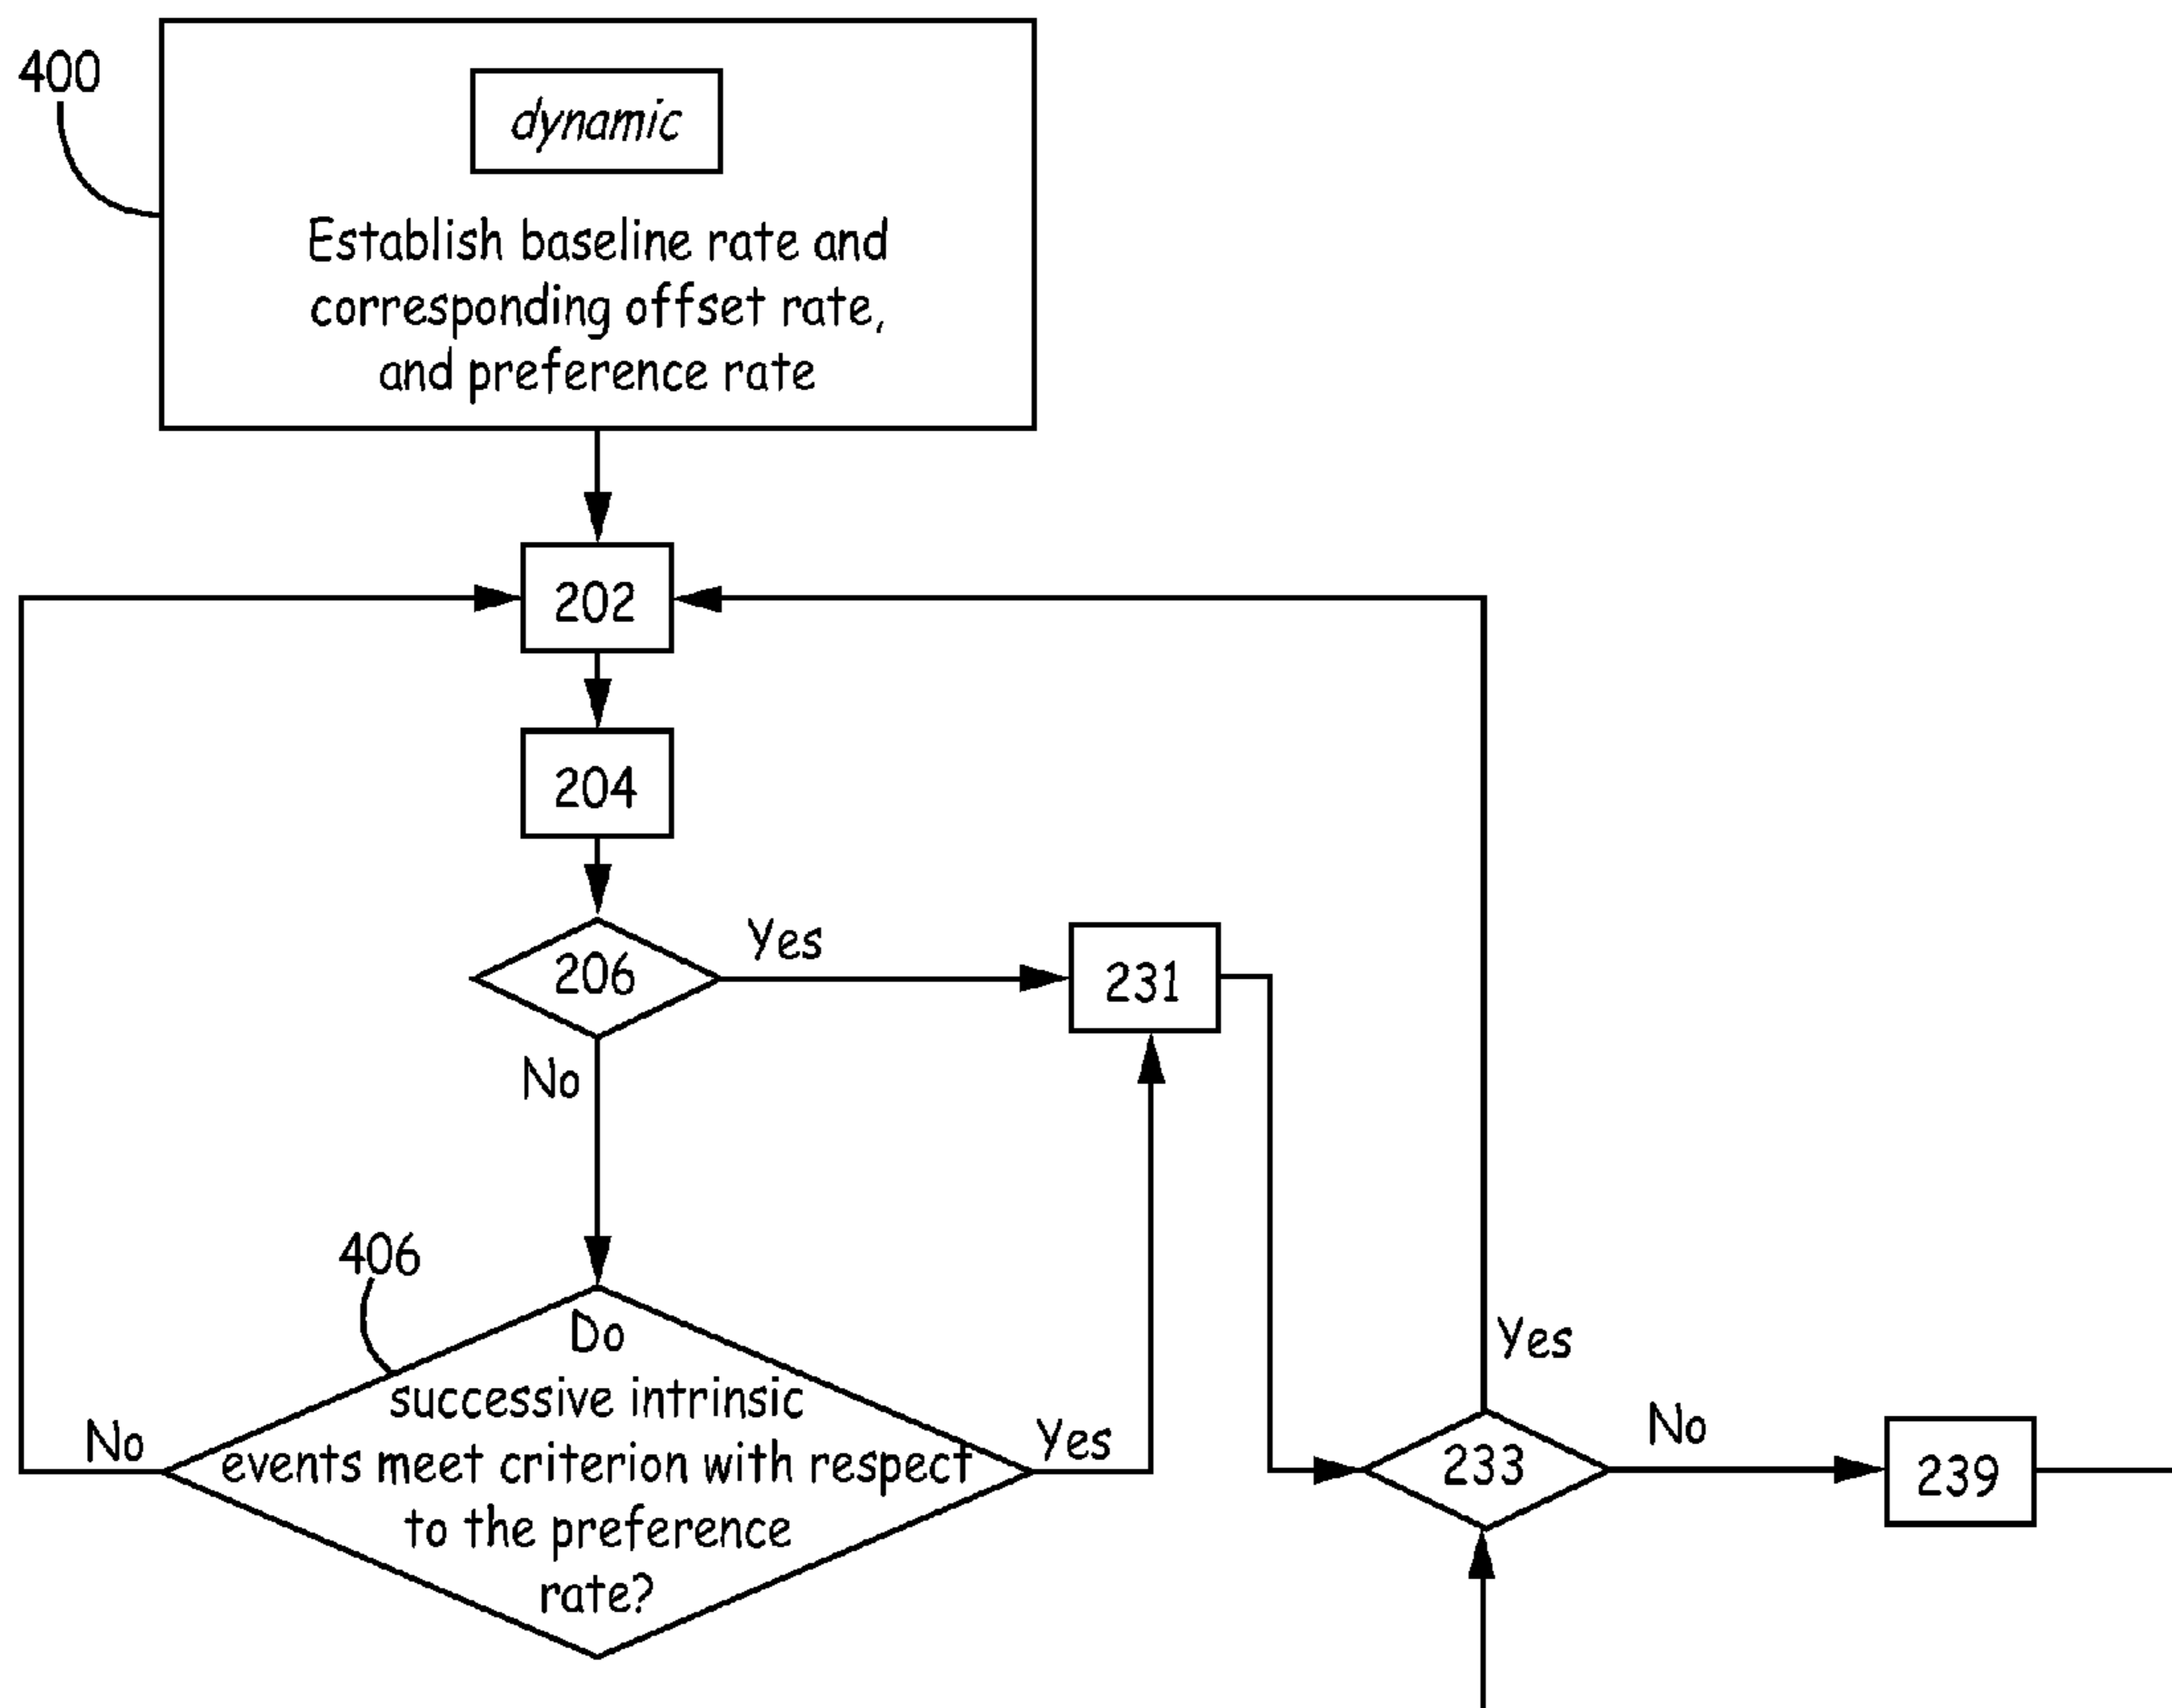 400
dynamic
Establish baseline rate and
corresponding offset rate,
and preference rate
202
204
206
Yes
231
No
406
Do
successive intrinsic
events meet criterion with respect
to the preference
rate?
No
Yes
Yes
233
No
239